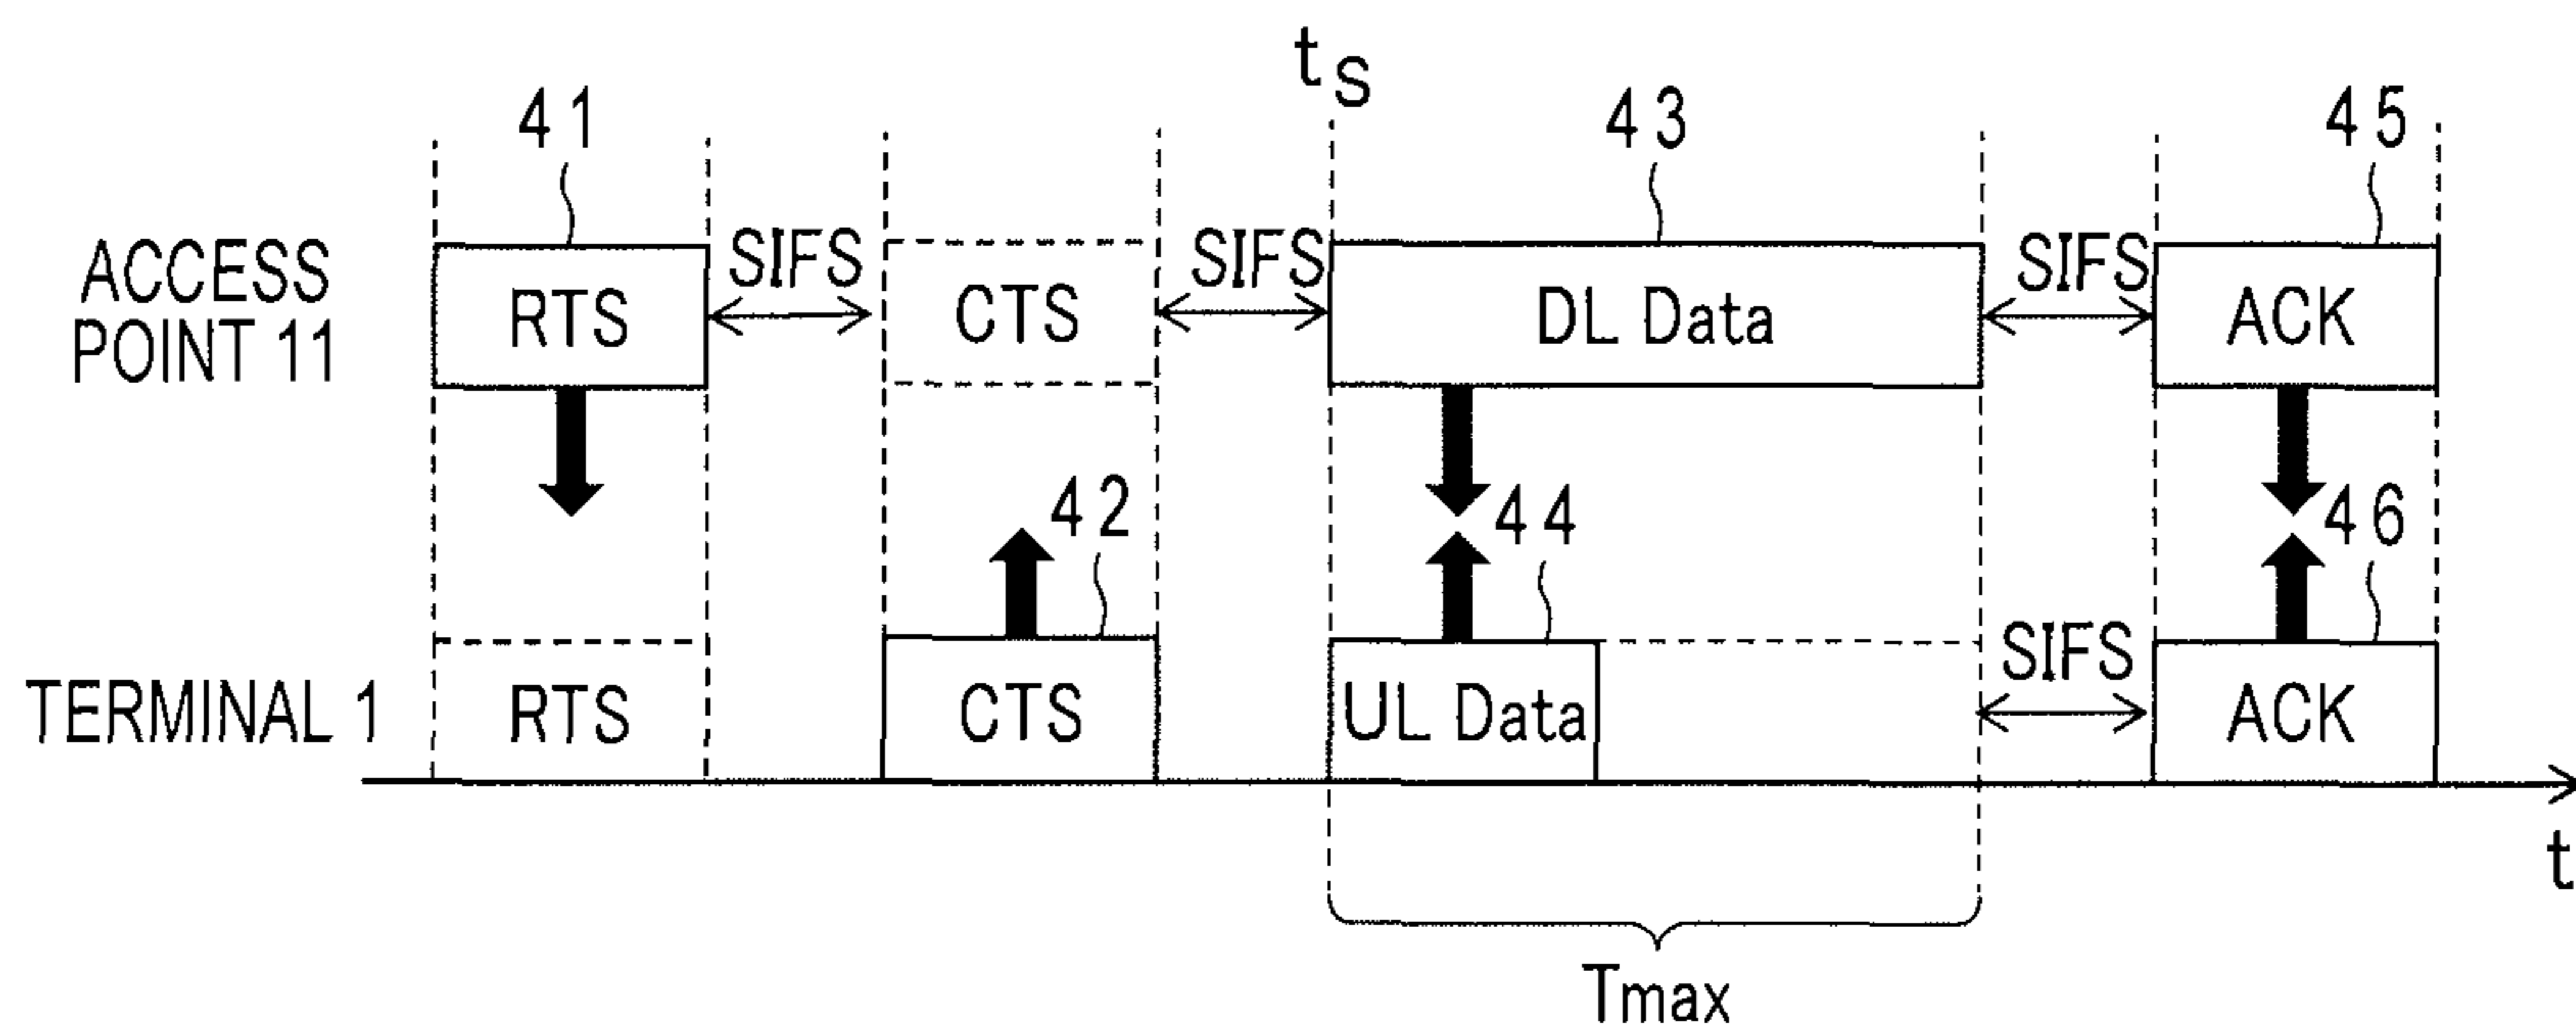 tS
41
43
45
ACCESS
POINT 11
RTS
SIFS
CTS
SIFS
DL Data
SIFS
ACK
42
44
46
TERMINAL 1
RTS
CTS
UL Data
SIFS
ACK
t
Tmax